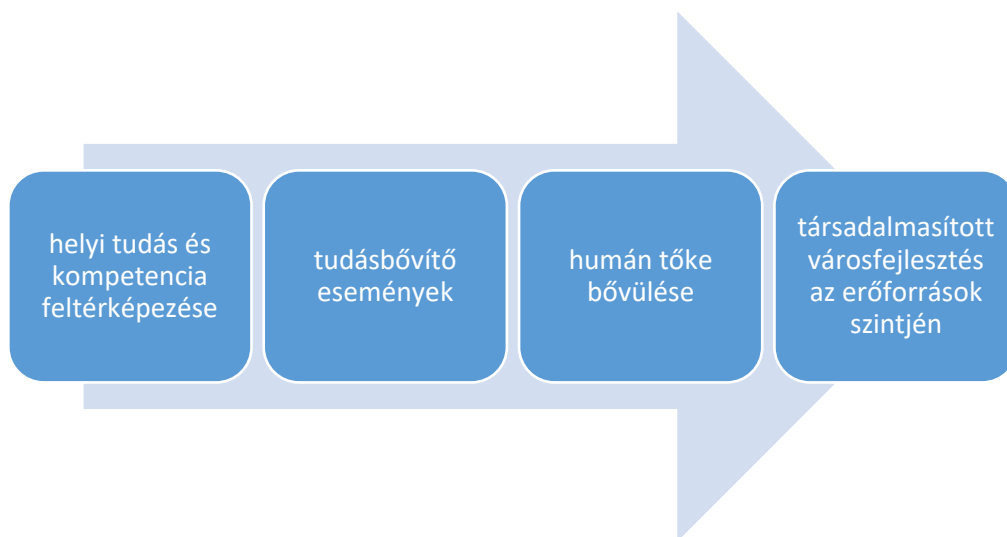 helyi tudás és
kompetencia
feltérképezése
tudásbővítő
események
humán tőke
bővülése
társadalmasított
városfejlesztés
az erőforrások
szintjén